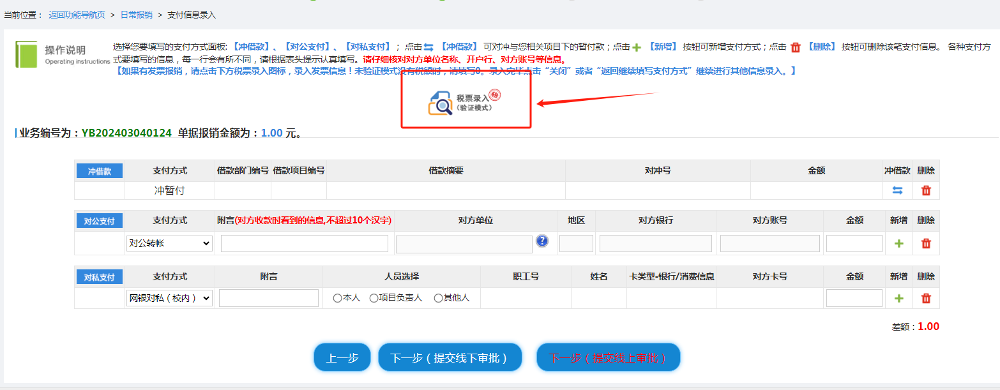 当前位置： 返回功能导航页 > 日常报销 > 支付信息录入
操作说明
Operating instructions
选择您要填写的支付方式面板:【冲借款】、【对公支付】、【对私支付】；点击 【冲借款】 可对冲与您相关项目下的暂付款；点击 【新增】 按钮可新增支付方式；点击 【删除】 按钮可删除该笔支付信息。 各种支付方
式要填写的信息，每一行会有所不同，请根据表头提示认真填写。请仔细核对对方单位名称、开户行、对方账号等信息。
【如果有发票报销，请点击下方税票录入图标，录入发票信息！未验证模式没有税额时，请填写0。录入完毕点击“关闭”或者“返回继续填写支付方式”继续进行其他信息录入。】
税票录入 税
（验证模式）
业务编号为：YB202403040124 单据报销金额为：1.00 元。
冲借款 支付方式 借款部门编号 借款项目编号 借款摘要 对冲号 金额 冲借款 删除
冲暂付
对公支付 支付方式 附言(对方收款时看到的信息,不超过10个汉字) 对方单位 地区 对方银行 对方账号 金额 新增 删除
对公转帐 ?
对私支付 支付方式 附言 人员选择 职工号 姓名 卡类型-银行/消费信息 对方卡号 金额 新增 删除
网银对私（校内） 本人 项目负责人 其他人
差额：1.00
上一步 下一步（提交线下审批） 下一步（提交线上审批）